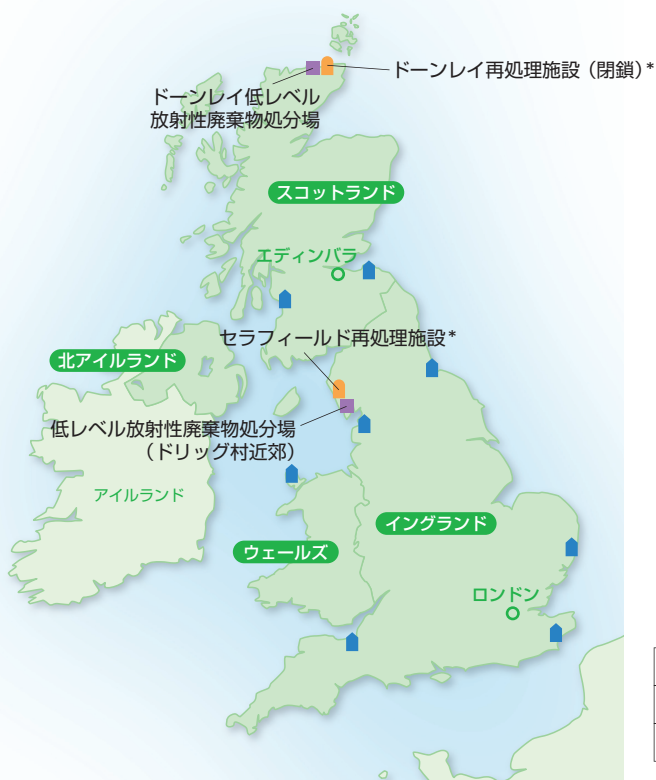 ドーンレイ再処理施設（閉鎖）*
ドーンレイ低レベル
放射性廃棄物処分場
スコットランド
エディンバラ
セラフィールド再処理施設*
北アイルランド
低レベル放射性廃棄物処分場
（ドリッグ村近郊）
アイルランド
イングランド
ウェールズ
ロンドン